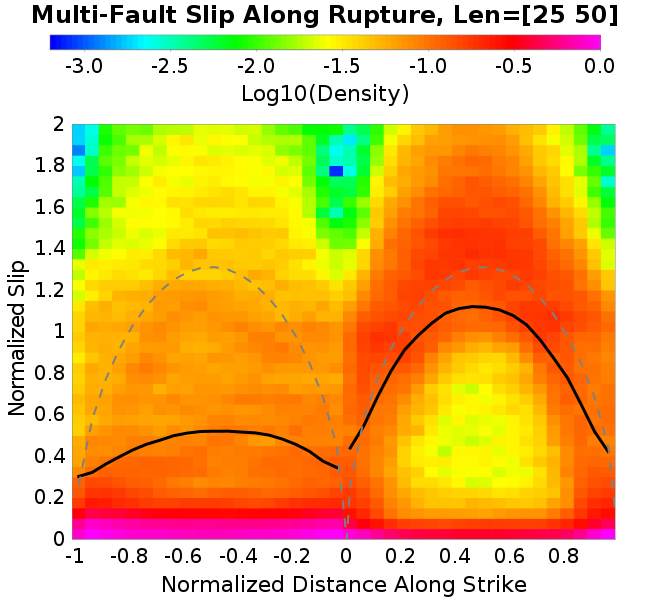 Multi-Fault Slip Along Rupture, Len=[25 50]
-3.0 -2.5 -2.0 -1.5 -1.0 -0.5 0.0
Log10(Density)
2
1.8
1.6
1.4
1.2
1
0.8
0.6
0.4
0.2
0
Normalized Slip
-1 -0.8 -0.6 -0.4 -0.2 0 0.2 0.4 0.6 0.8
Normalized Distance Along Strike